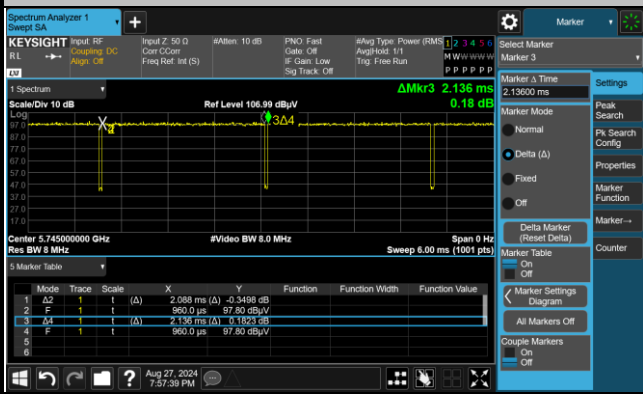 Spectrum Analyzer 1
Swept SA
Marker
KEYSIGHT Input: RF Input Z: 50 Ω #Atten: 10 dB PNO: Fast #Avg Type: Power (RMS 1 2 3 4 5 6
RL Coupling: DC Corr CCorr Gate: Off Avg|Hold: 1/1 M W W W W W
Align: Off Freq Ref: Int (S) IF Gain: Low Trig: Free Run
LXI Sig Track: Off P P P P P P
Select Marker
Marker 3
1 Spectrum ΔMkr3 2.136 ms
Scale/Div 10 dB Ref Level 106.99 dBµV 0.18 dB
Log
97.0
87.0
77.0
67.0
57.0
47.0
37.0
27.0
17.0
3Δ4
Center 5.745000000 GHz #Video BW 8.0 MHz Span 0 Hz
Res BW 8 MHz Sweep 6.00 ms (1001 pts)
5 Marker Table
Mode Trace Scale X Y Function Function Width Function Value
1 Δ2 1 t (Δ) 2.088 ms (Δ) -0.3498 dB
2 F 1 t 960.0 µs 97.80 dBµV
3 Δ4 1 t (Δ) 2.136 ms (Δ) 0.1823 dB
4 F 1 t 960.0 µs 97.80 dBµV
5
6
Aug 27, 2024
7:57:39 PM
Marker Δ Time
2.13600 ms
Marker Mode
Normal
Delta (Δ)
Fixed
Off
Delta Marker
(Reset Delta)
Marker Table
On
Off
Marker Settings
Diagram
All Markers Off
Couple Markers
On
Off
Settings
Peak
Search
Pk Search
Config
Properties
Marker
Function
Marker→
Counter